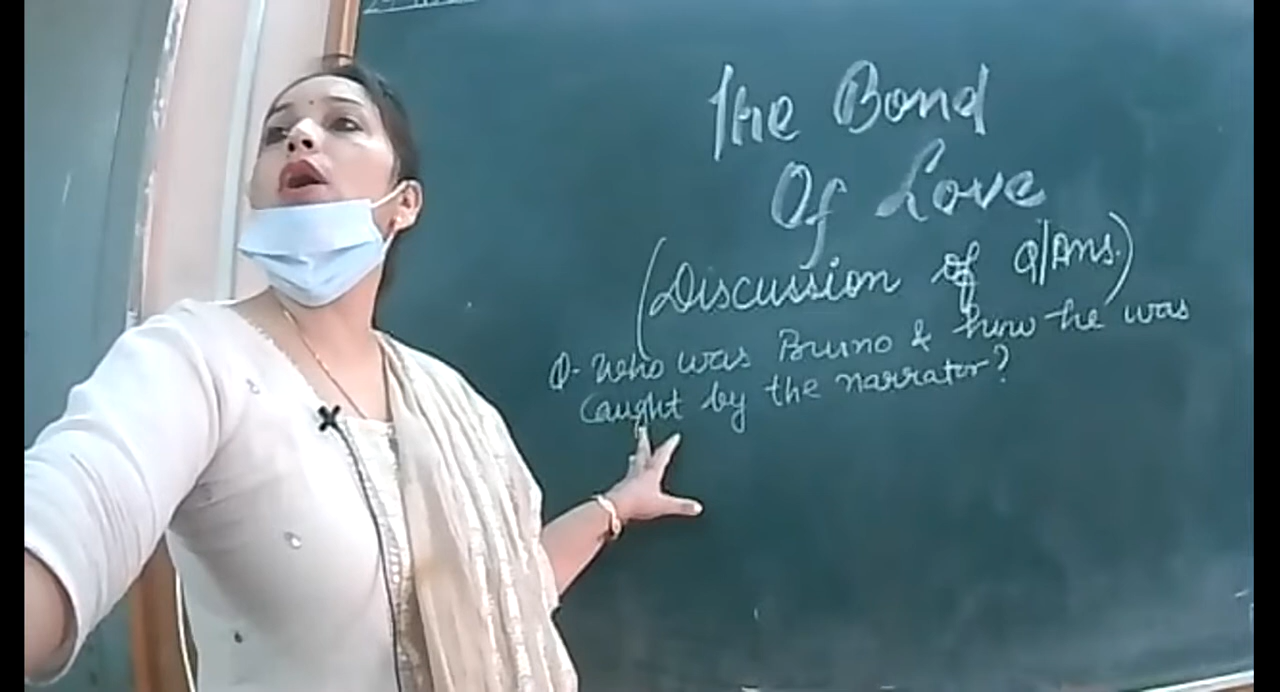 The Bond
Of Love
(Discussion of Q/Ans.)
Q- Who was Bruno & how he was
Caught by the narrator?